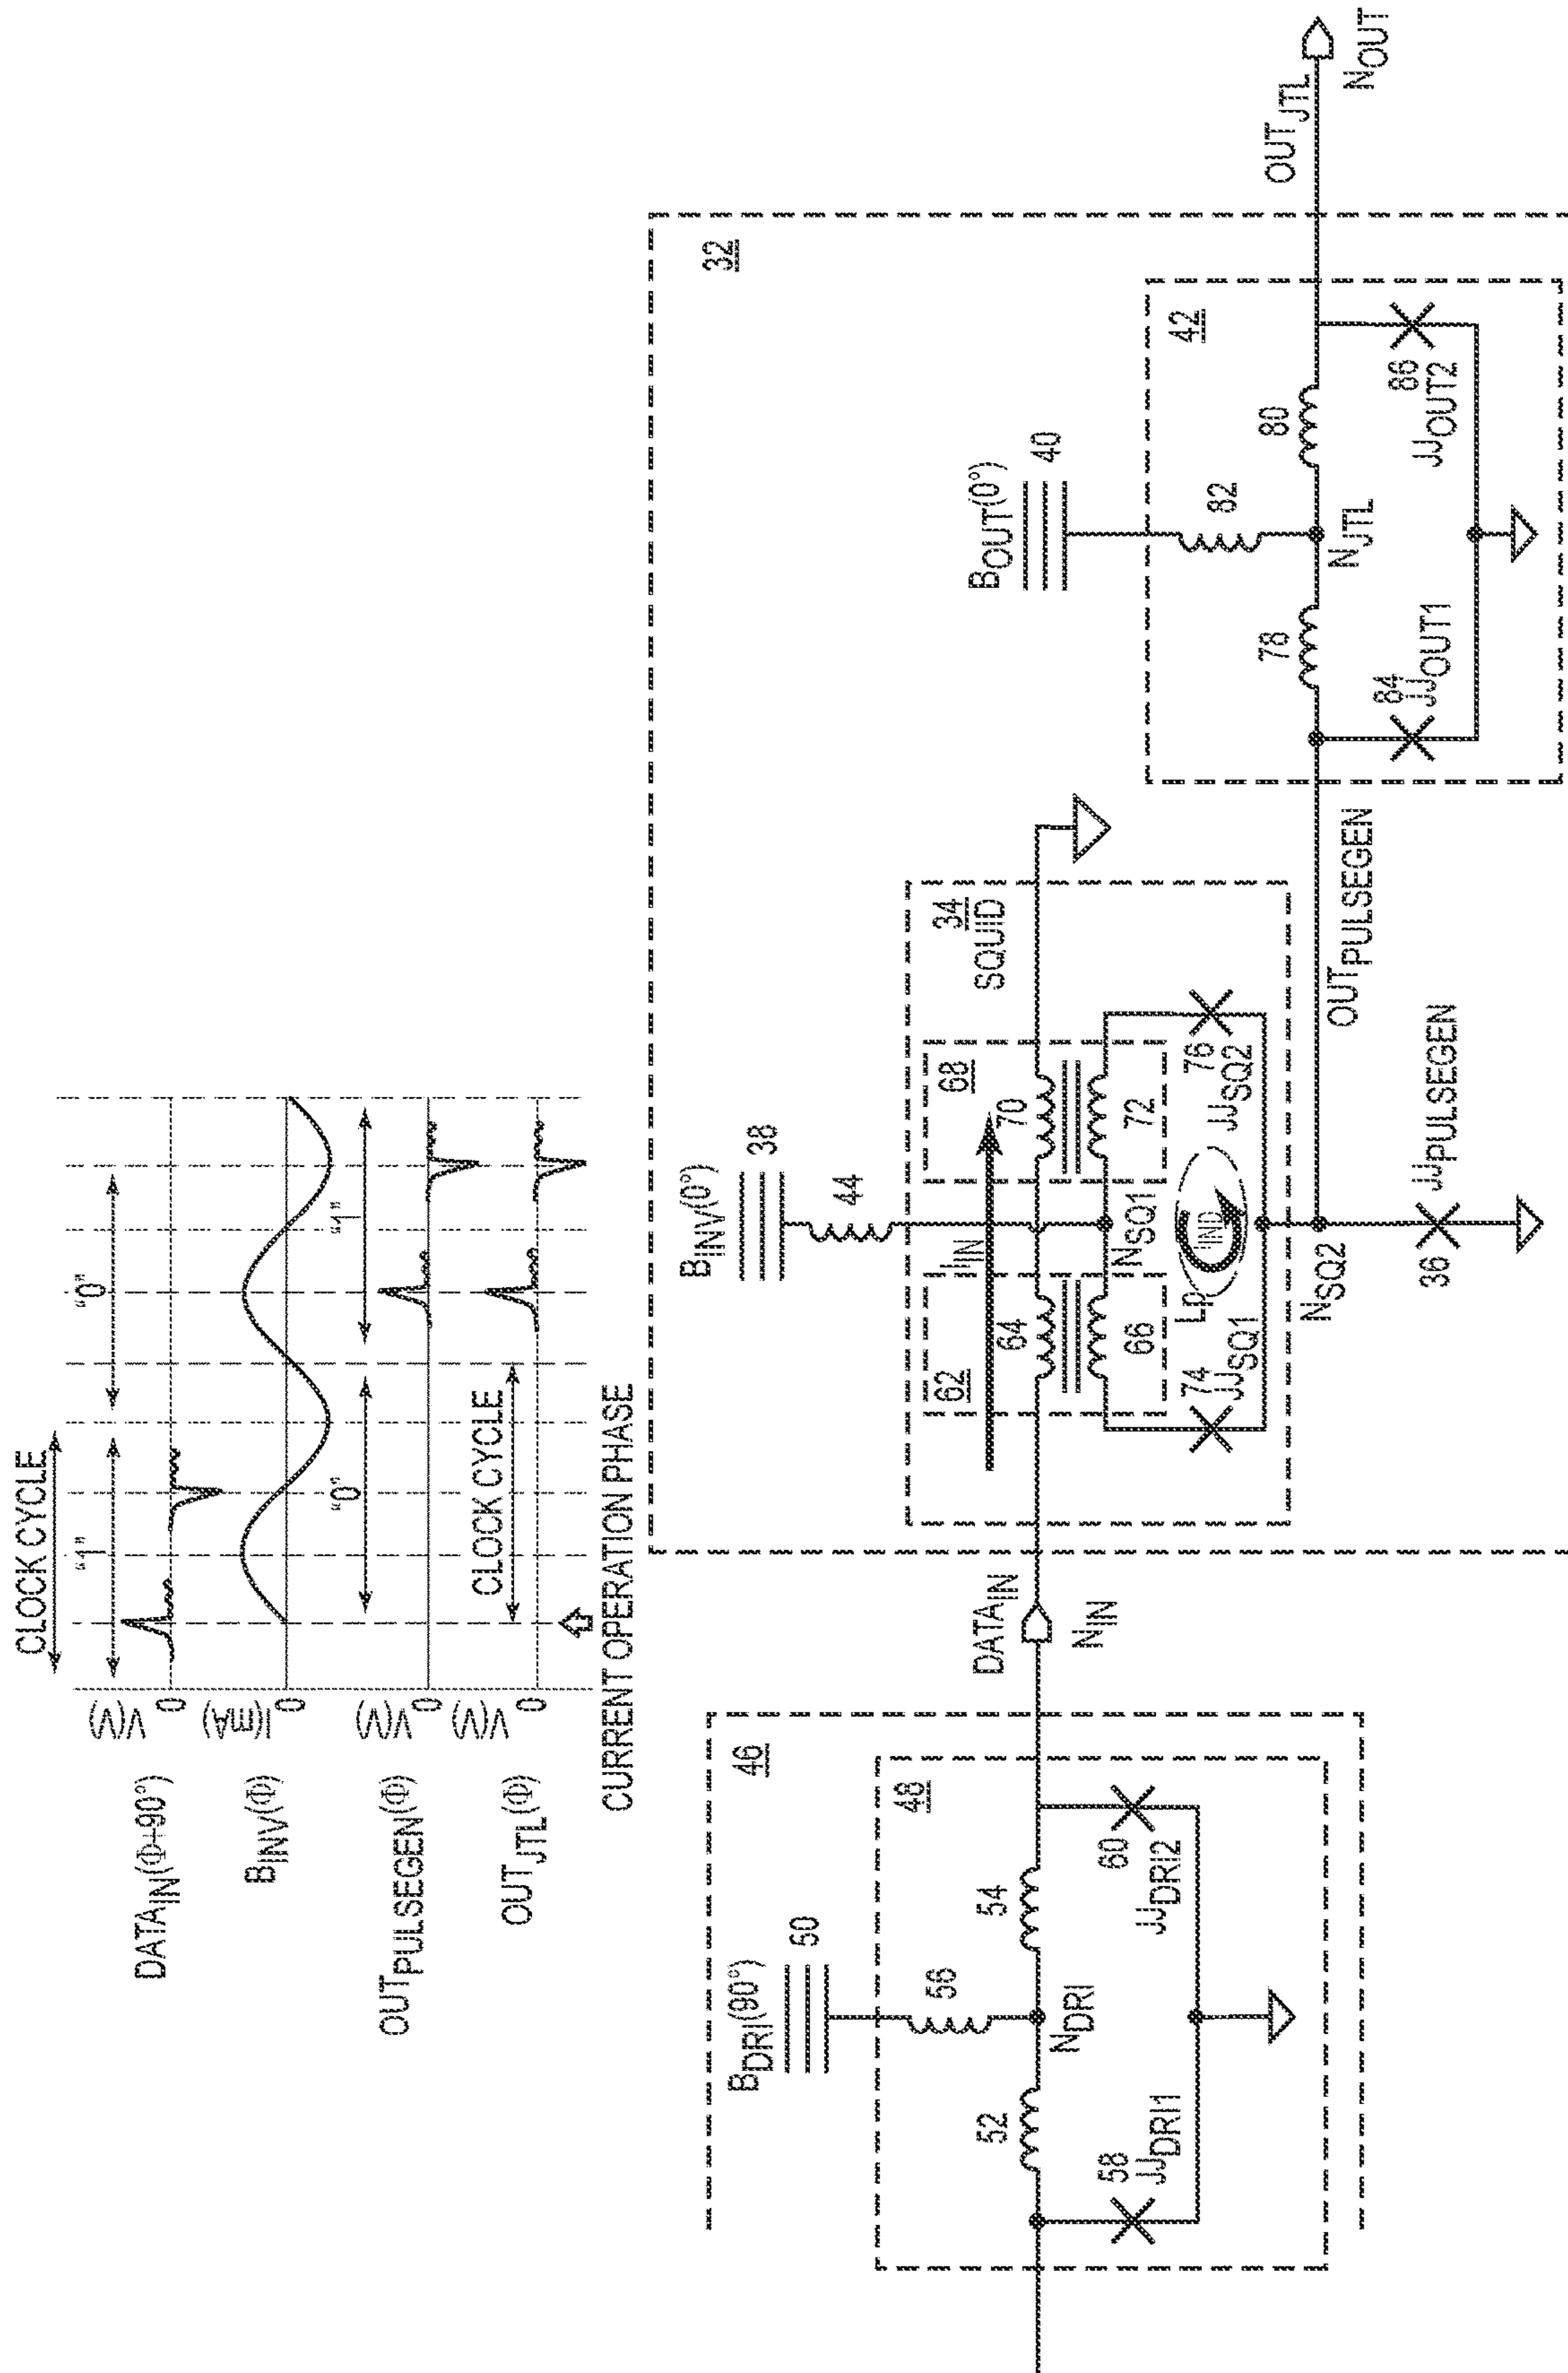 CLOCK CYCLE
"1"
"0"
DATAIN(Φ+90°)
V(V)
0
BINV(Φ)
I(mA)
0
"0"
"1"
OUTPULSEGEN(Φ)
V(V)
0
CLOCK CYCLE
OUTJTL(Φ)
V(V)
0
CURRENT OPERATION PHASE
46
BDRI(90°)
50
48
56
52
54
NDRI
58
JJDRI1
60
JJDRI2
DATAIN
NIN
32
BINV(0°)
38
44
34
SQUID
62
IIN
68
64
70
66
NSQ1
72
Lp
IIND
74
JJSQ1
76
JJSQ2
NSQ2
OUTPULSEGEN
36
JJPULSEGEN
BOUT(0°)
40
42
82
78
80
NJTL
84
JJOUT1
86
JJOUT2
OUTJTL
NOUT